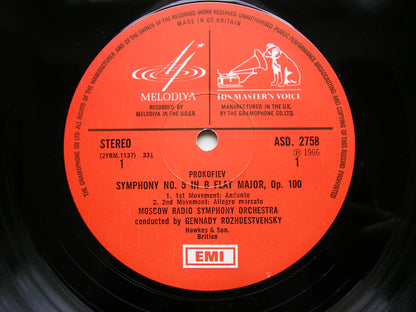 THE GRAMOPHONE CO LTD. ALL RIGHTS OF THE MANUFACTURER AND OF THE OWNER OF THE RECORDED WORK RESERVED. UNAUTHORISED PUBLIC PERFORMANCE BROADCASTING AND COPYING OF THIS RECORD PROHIBITED
MADE IN GT. BRITAIN
MELODIYA
"HIS MASTER'S VOICE"
RECORDED BY
MELODIYA IN THE U.S.S.R.
MANUFACTURED IN THE U.K.
BY THE GRAMOPHONE CO LTD.
STEREO
ASD. 2758
(2YRM.1137) 33⅓
℗ 1966
1
1
PROKOFIEV
SYMPHONY NO. 5 IN B FLAT MAJOR, Op. 100
1. 1st Movement: Andante
2. 2nd Movement: Allegro marcato
MOSCOW RADIO SYMPHONY ORCHESTRA
conducted by GENNADY ROZHDESTVENSKY
Hawkes & Son.
Britico
EMI